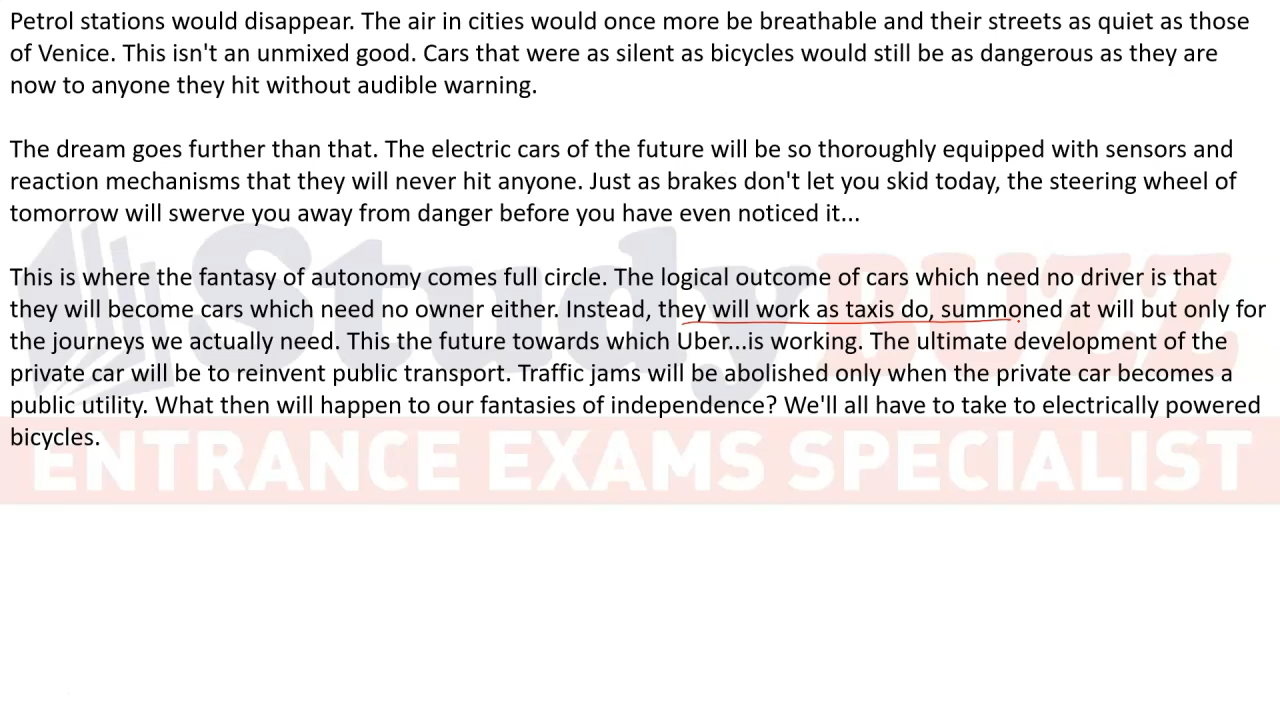 Petrol stations would disappear. The air in cities would once more be breathable and their streets as quiet as those
of Venice. This isn't an unmixed good. Cars that were as silent as bicycles would still be as dangerous as they are
now to anyone they hit without audible warning.
The dream goes further than that. The electric cars of the future will be so thoroughly equipped with sensors and
reaction mechanisms that they will never hit anyone. Just as brakes don't let you skid today, the steering wheel of
tomorrow will swerve you away from danger before you have even noticed it...
This is where the fantasy of autonomy comes full circle. The logical outcome of cars which need no driver is that
they will become cars which need no owner either. Instead, they will work as taxis do, summoned at will but only for
the journeys we actually need. This the future towards which Uber...is working. The ultimate development of the
private car will be to reinvent public transport. Traffic jams will be abolished only when the private car becomes a
public utility. What then will happen to our fantasies of independence? We'll all have to take to electrically powered
bicycles.
StudyBUZZ
ENTRANCE EXAMS SPECIALIST